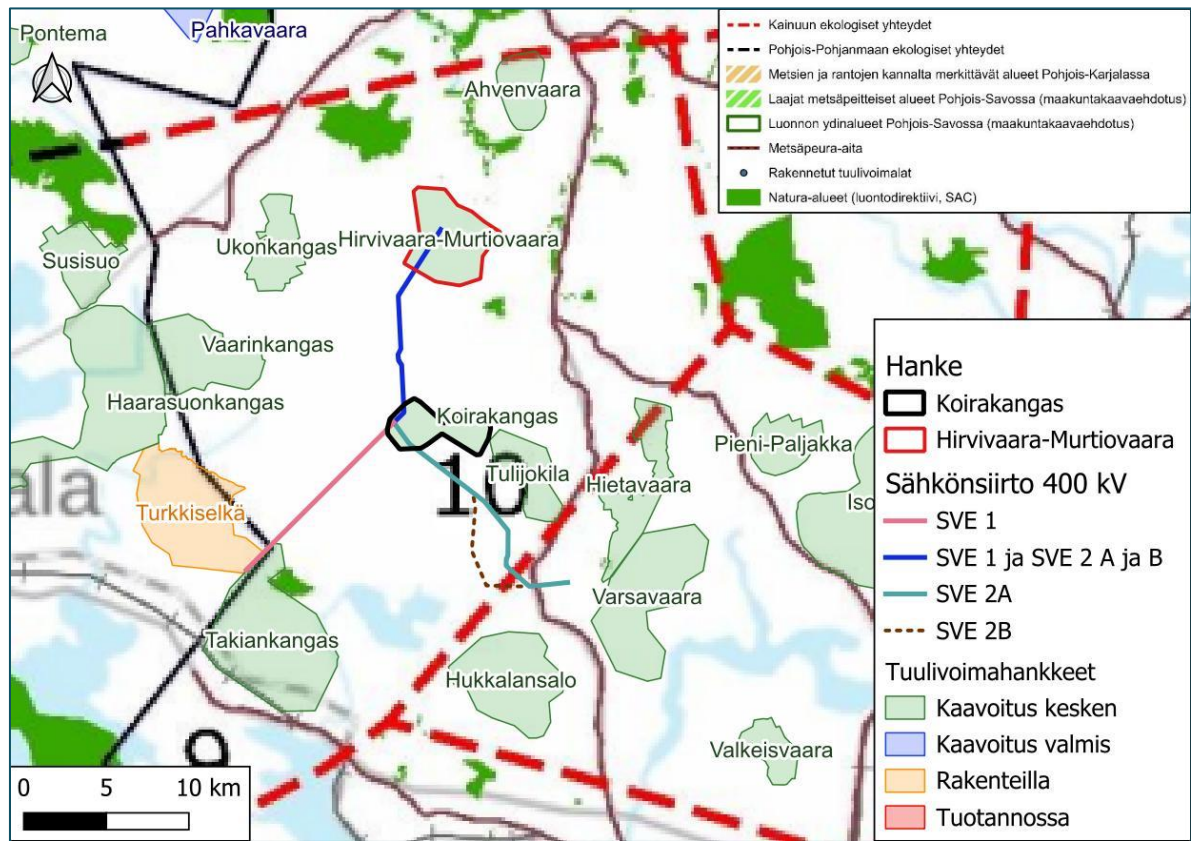 Pontema
Pahkavaara
Ahvenvaara
Ukonkangas
Hirvivaara-Murtiovaara
Susisuo
Vaarinkangas
Haarasuonkangas
Koirakangas
Pieni-Paljakka
10
Tulijokila
Hietavaara
Iso
ala
Turkkiselkä
Varsavaara
Takiankangas
Hukkalansalo
Valkeisvaara
9
0 5 10 km
Kainuun ekologiset yhteydet
Pohjois-Pohjanmaan ekologiset yhteydet
Metsien ja rantojen kannalta merkittävät alueet Pohjois-Karjalassa
Laajat metsäpeitteiset alueet Pohjois-Savossa (maakuntakaavaehdotus)
Luonnon ydinalueet Pohjois-Savossa (maakuntakaavaehdotus)
Metsäpeura-aita
Rakennetut tuulivoimalat
Natura-alueet (luontodirektiivi, SAC)
Hanke
Koirakangas
Hirvivaara-Murtiovaara
Sähkönsiirto 400 kV
SVE 1
SVE 1 ja SVE 2 A ja B
SVE 2A
SVE 2B
Tuulivoimahankkeet
Kaavoitus kesken
Kaavoitus valmis
Rakenteilla
Tuotannossa